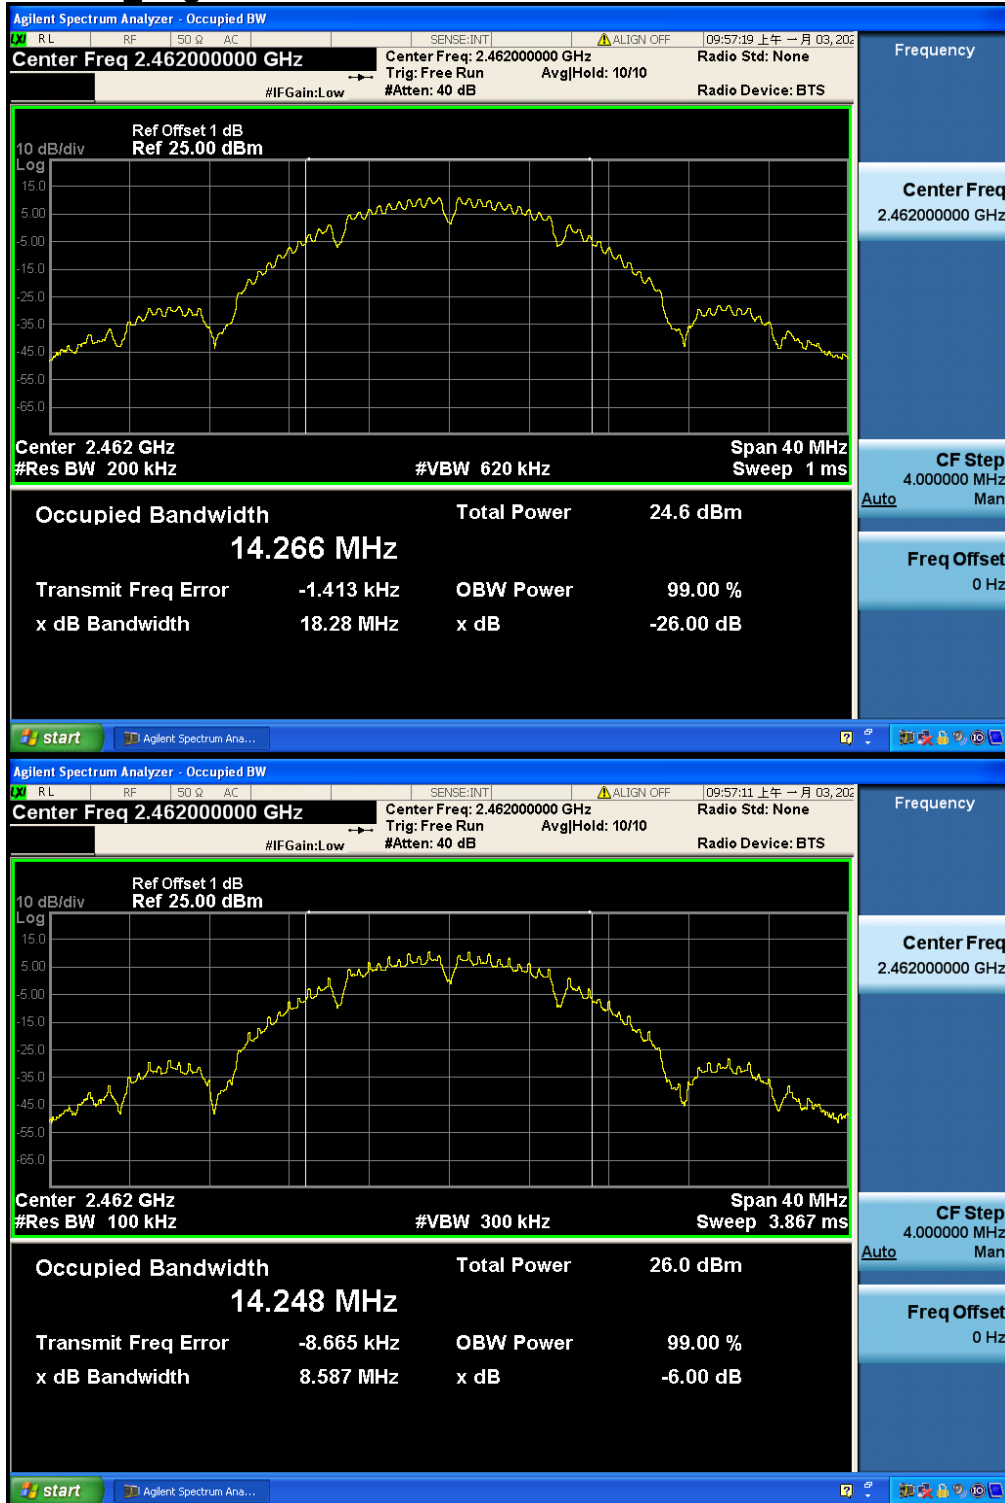 Agilent Spectrum Analyzer - Occupied BW
LXI RL RF 50 Ω AC SENSE:INT ALIGN OFF 09:57:19 上午 一月 03, 202
Center Freq 2.462000000 GHz
Center Freq: 2.462000000 GHz
Radio Std: None
Trig: Free Run Avg|Hold: 10/10
#IFGain:Low #Atten: 40 dB Radio Device: BTS
Frequency
Ref Offset 1 dB
10 dB/div Ref 25.00 dBm
Log
15.0
5.00
-5.00
-15.0
-25.0
-35.0
-45.0
-55.0
-65.0
Center Freq
2.462000000 GHz
Center 2.462 GHz Span 40 MHz
#Res BW 200 kHz #VBW 620 kHz Sweep 1 ms
CF Step
4.000000 MHz
Auto Man
Occupied Bandwidth Total Power 24.6 dBm
14.266 MHz
Transmit Freq Error -1.413 kHz OBW Power 99.00 %
x dB Bandwidth 18.28 MHz x dB -26.00 dB
Freq Offset
0 Hz
start Agilent Spectrum Ana...
Agilent Spectrum Analyzer - Occupied BW
LXI RL RF 50 Ω AC SENSE:INT ALIGN OFF 09:57:11 上午 一月 03, 202
Center Freq 2.462000000 GHz
Center Freq: 2.462000000 GHz
Radio Std: None
Trig: Free Run Avg|Hold: 10/10
#IFGain:Low #Atten: 40 dB Radio Device: BTS
Frequency
Ref Offset 1 dB
10 dB/div Ref 25.00 dBm
Log
15.0
5.00
-5.00
-15.0
-25.0
-35.0
-45.0
-55.0
-65.0
Center Freq
2.462000000 GHz
Center 2.462 GHz Span 40 MHz
#Res BW 100 kHz #VBW 300 kHz Sweep 3.867 ms
CF Step
4.000000 MHz
Auto Man
Occupied Bandwidth Total Power 26.0 dBm
14.248 MHz
Transmit Freq Error -8.665 kHz OBW Power 99.00 %
x dB Bandwidth 8.587 MHz x dB -6.00 dB
Freq Offset
0 Hz
start Agilent Spectrum Ana...